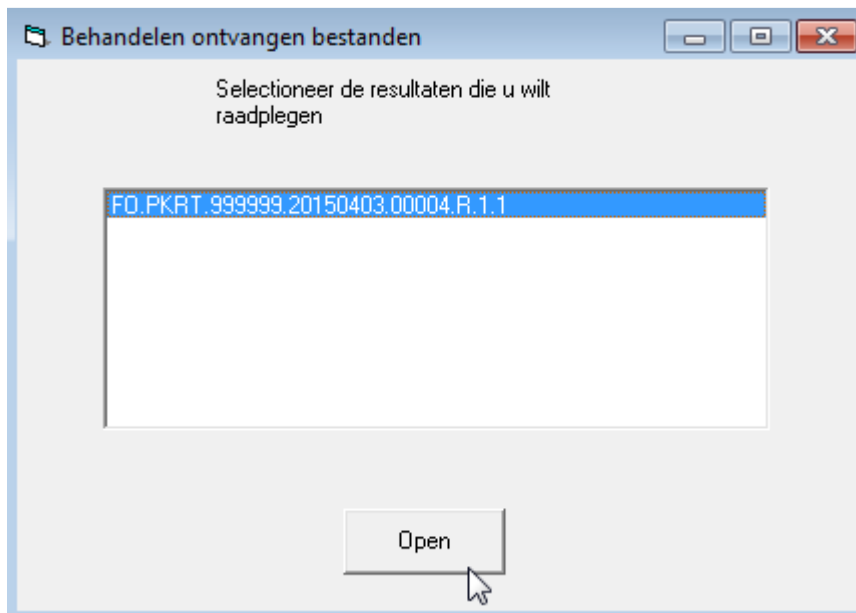 Behandelen ontvangen bestanden
Selectioneer de resultaten die u wilt
raadplegen
FO.PKRT.999999.20150403.00004.R.1.1
Open